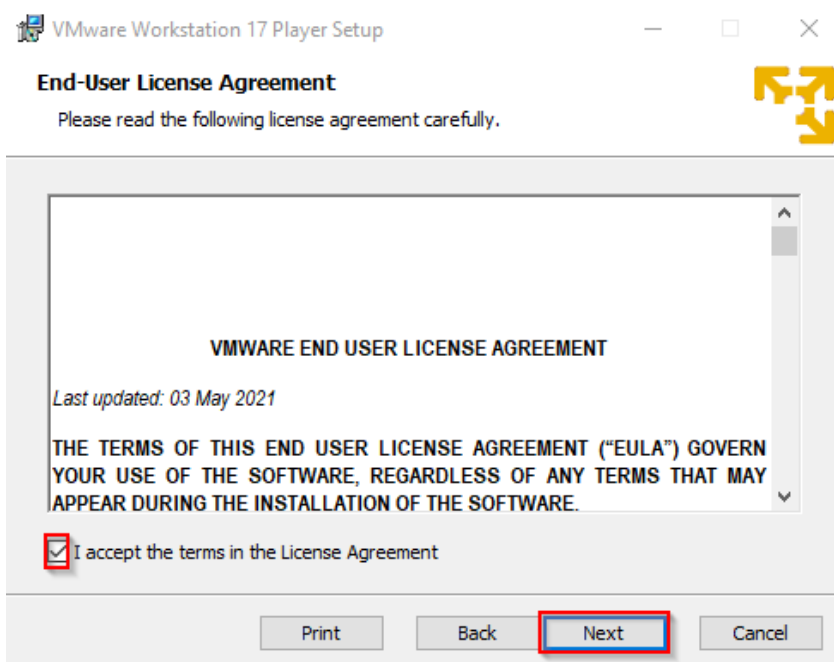 VMware Workstation 17 Player Setup
End-User License Agreement
Please read the following license agreement carefully.
VMWARE END USER LICENSE AGREEMENT
Last updated: 03 May 2021
THE TERMS OF THIS END USER LICENSE AGREEMENT (“EULA”) GOVERN
YOUR USE OF THE SOFTWARE, REGARDLESS OF ANY TERMS THAT MAY
APPEAR DURING THE INSTALLATION OF THE SOFTWARE.
I accept the terms in the License Agreement
Print Back Next Cancel